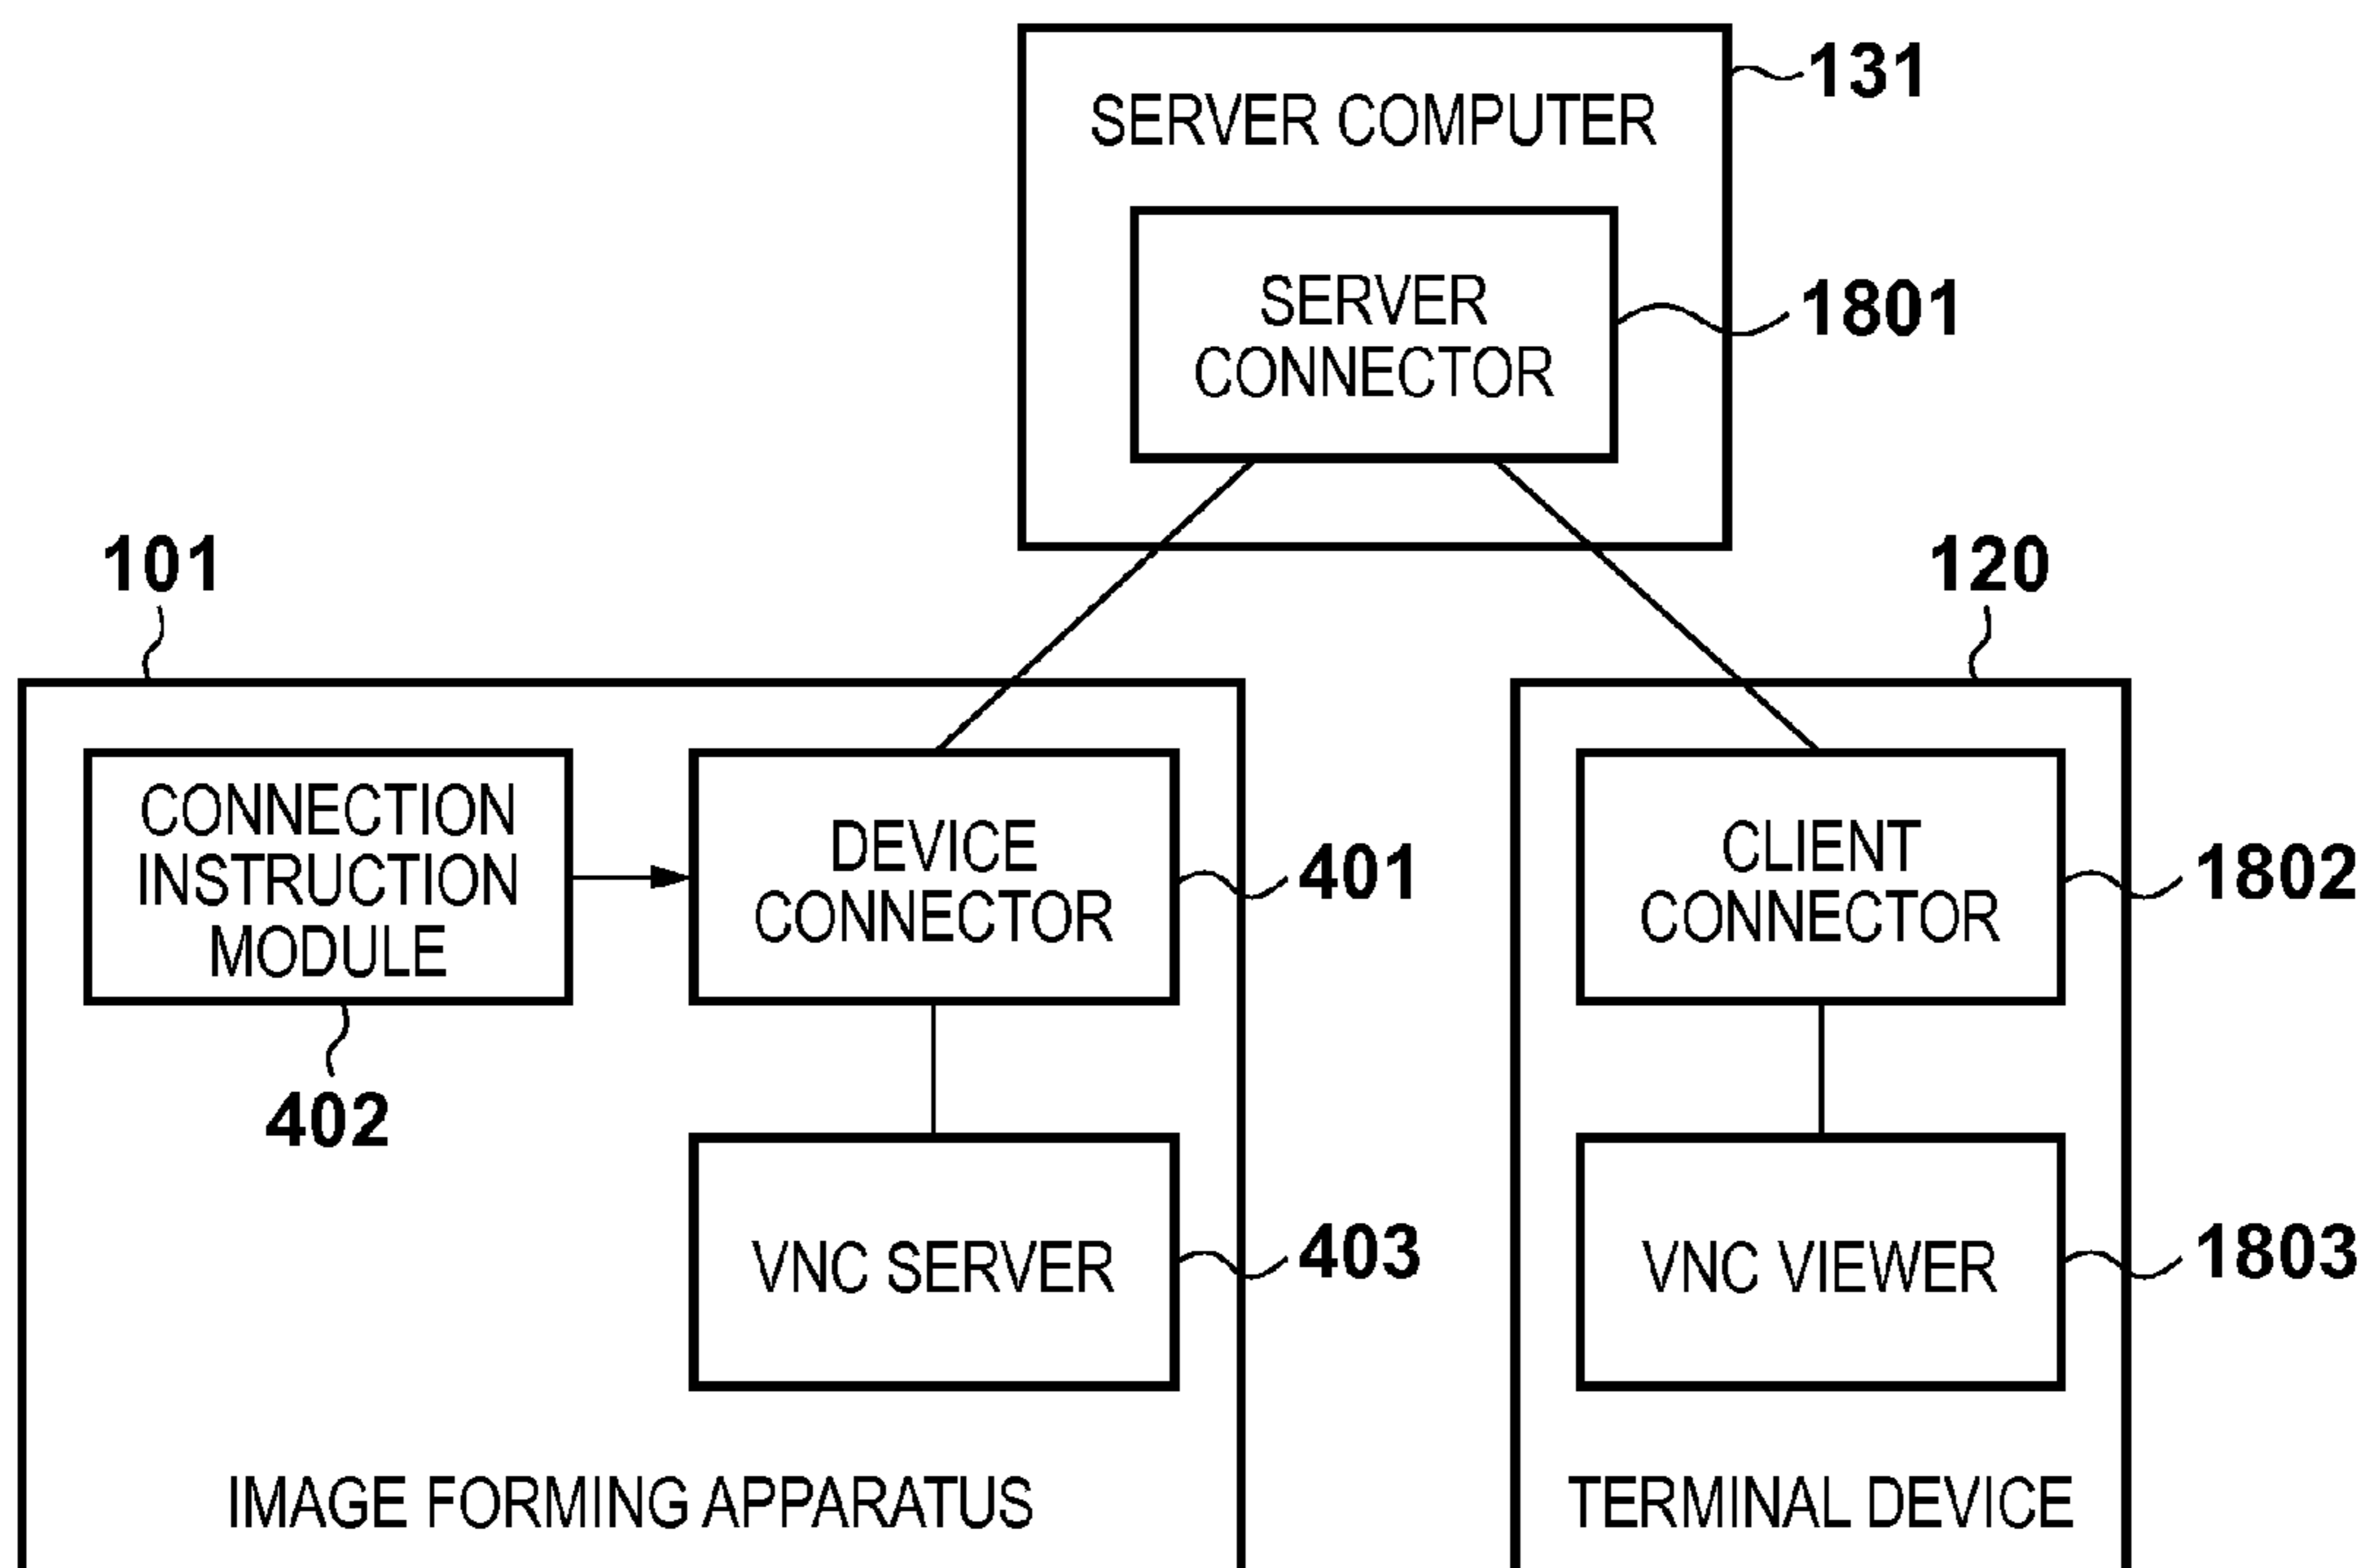 131
SERVER COMPUTER
SERVER
CONNECTOR
1801
101
120
CONNECTION
INSTRUCTION
MODULE
402
DEVICE
CONNECTOR
401
CLIENT
CONNECTOR
1802
VNC SERVER
403
VNC VIEWER
1803
IMAGE FORMING APPARATUS
TERMINAL DEVICE